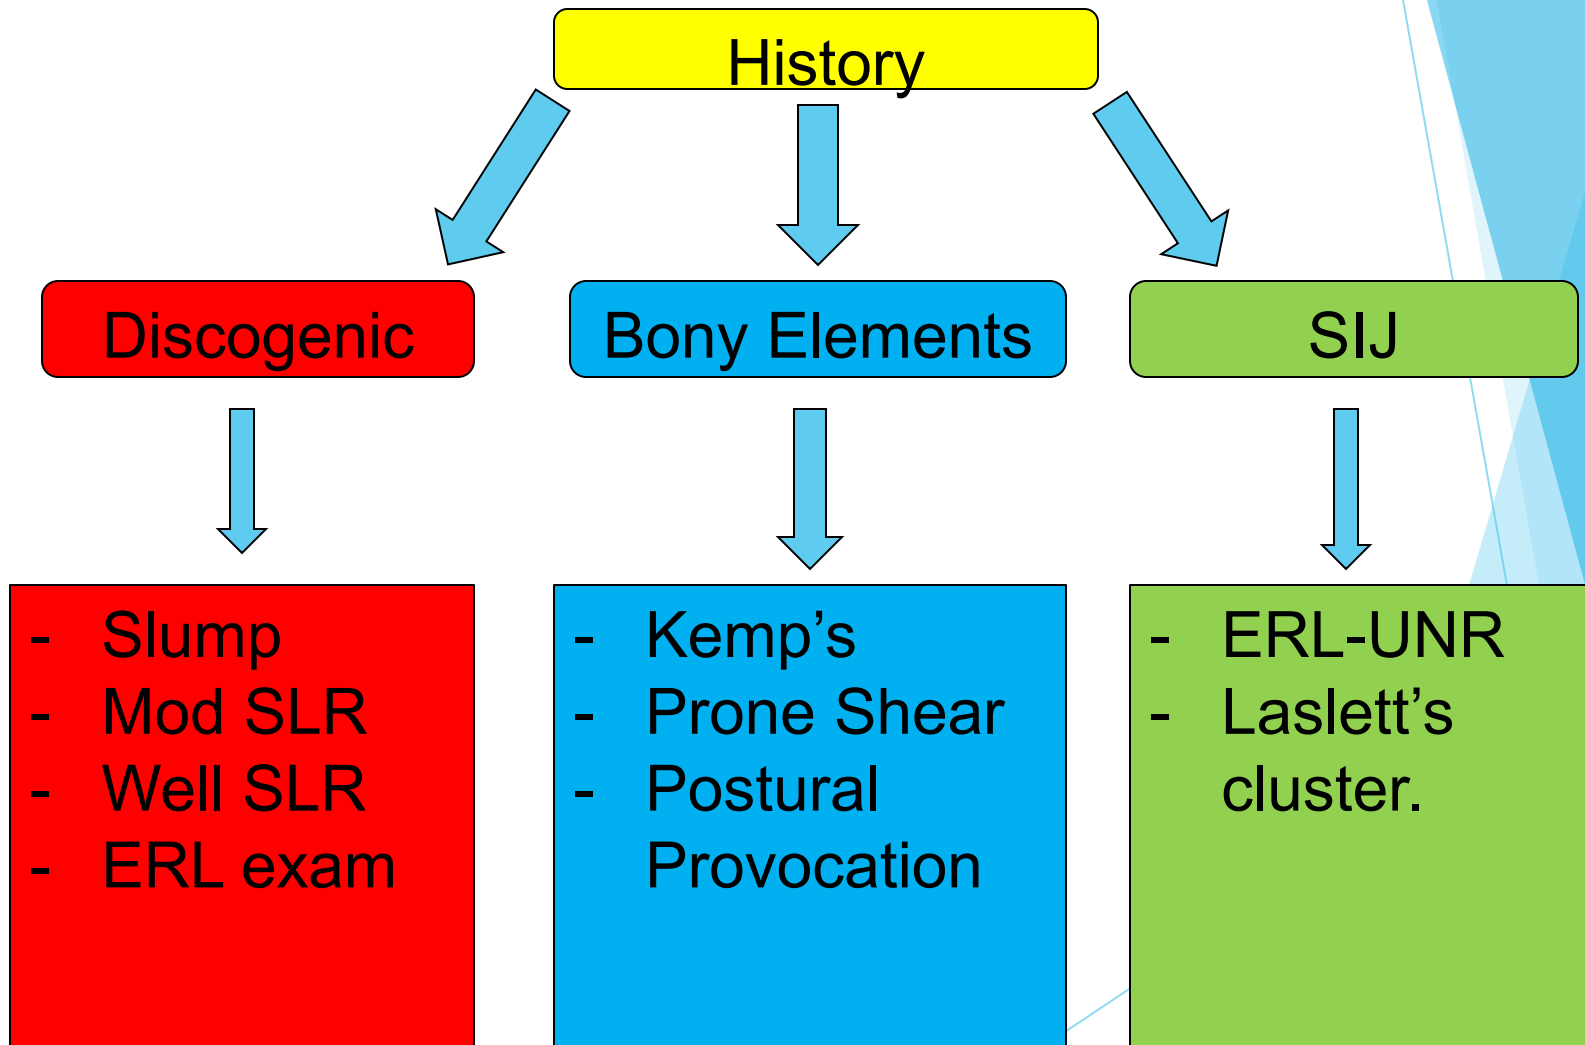 History
Discogenic
Bony Elements
SIJ
- Slump
- Mod SLR
- Well SLR
- ERL exam
- Kemp’s
- Prone Shear
- Postural
Provocation
- ERL-UNR
- Laslett’s
cluster.